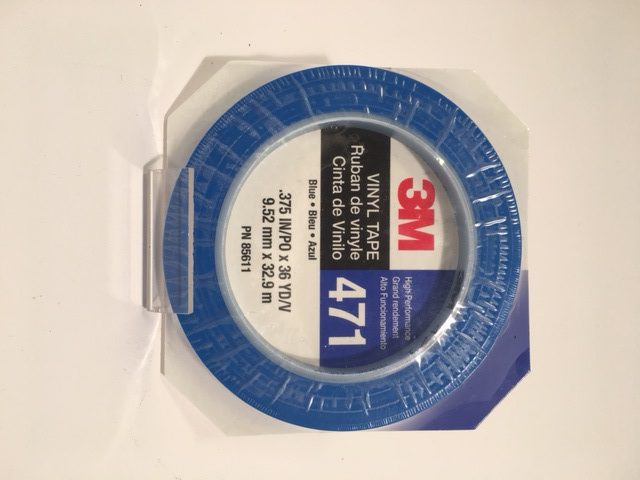 3M
High-Performance
Grand rendement
Alto Funcionamiento
VINYL TAPE
Ruban de vinyle
Cinta de Vinilo
471
Blue • Bleu • Azul
.375 IN/PO x 36 YD/V
9.52 mm x 32.9 m
PN 85611